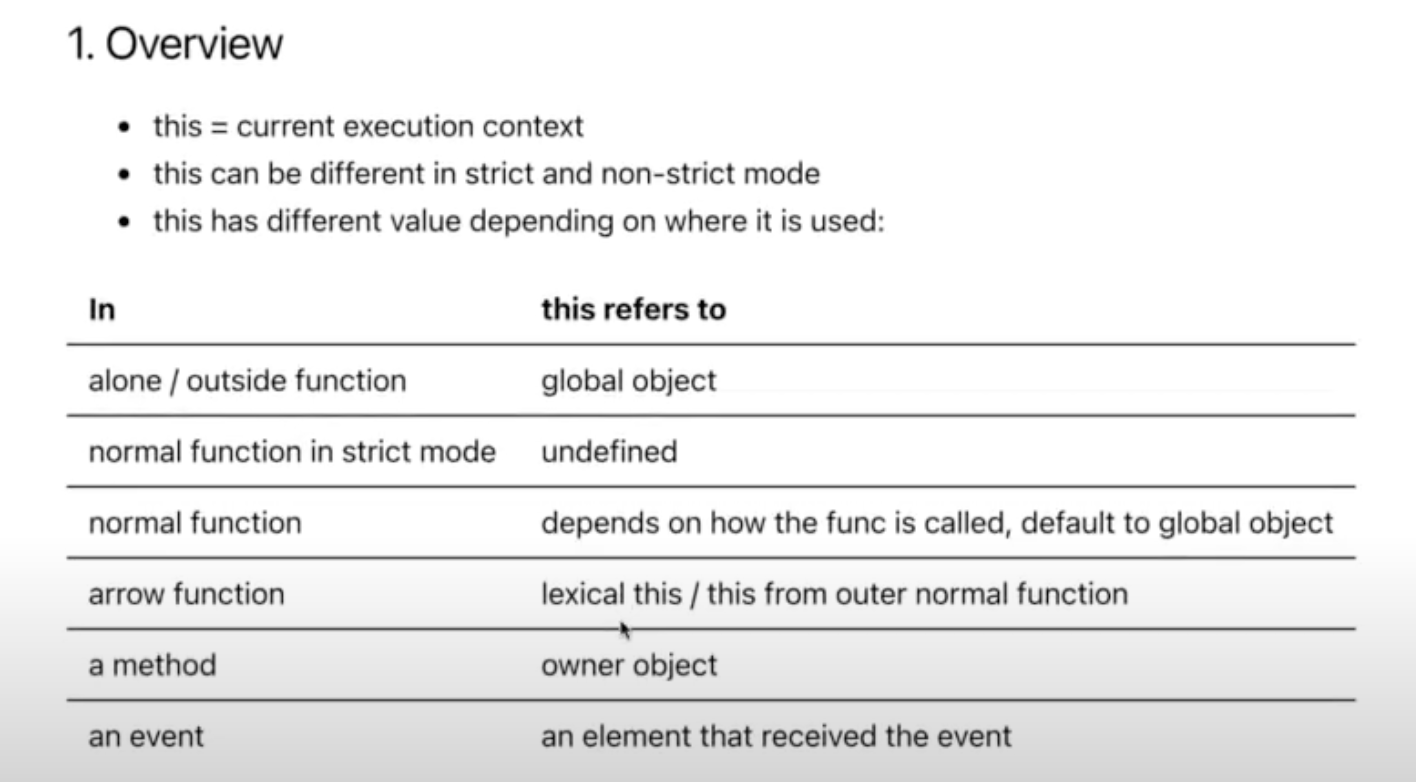 1. Overview
• this = current execution context
• this can be different in strict and non-strict mode
• this has different value depending on where it is used:
In this refers to
alone / outside function global object
normal function in strict mode undefined
normal function depends on how the func is called, default to global object
arrow function lexical this / this from outer normal function
a method owner object
an event an element that received the event